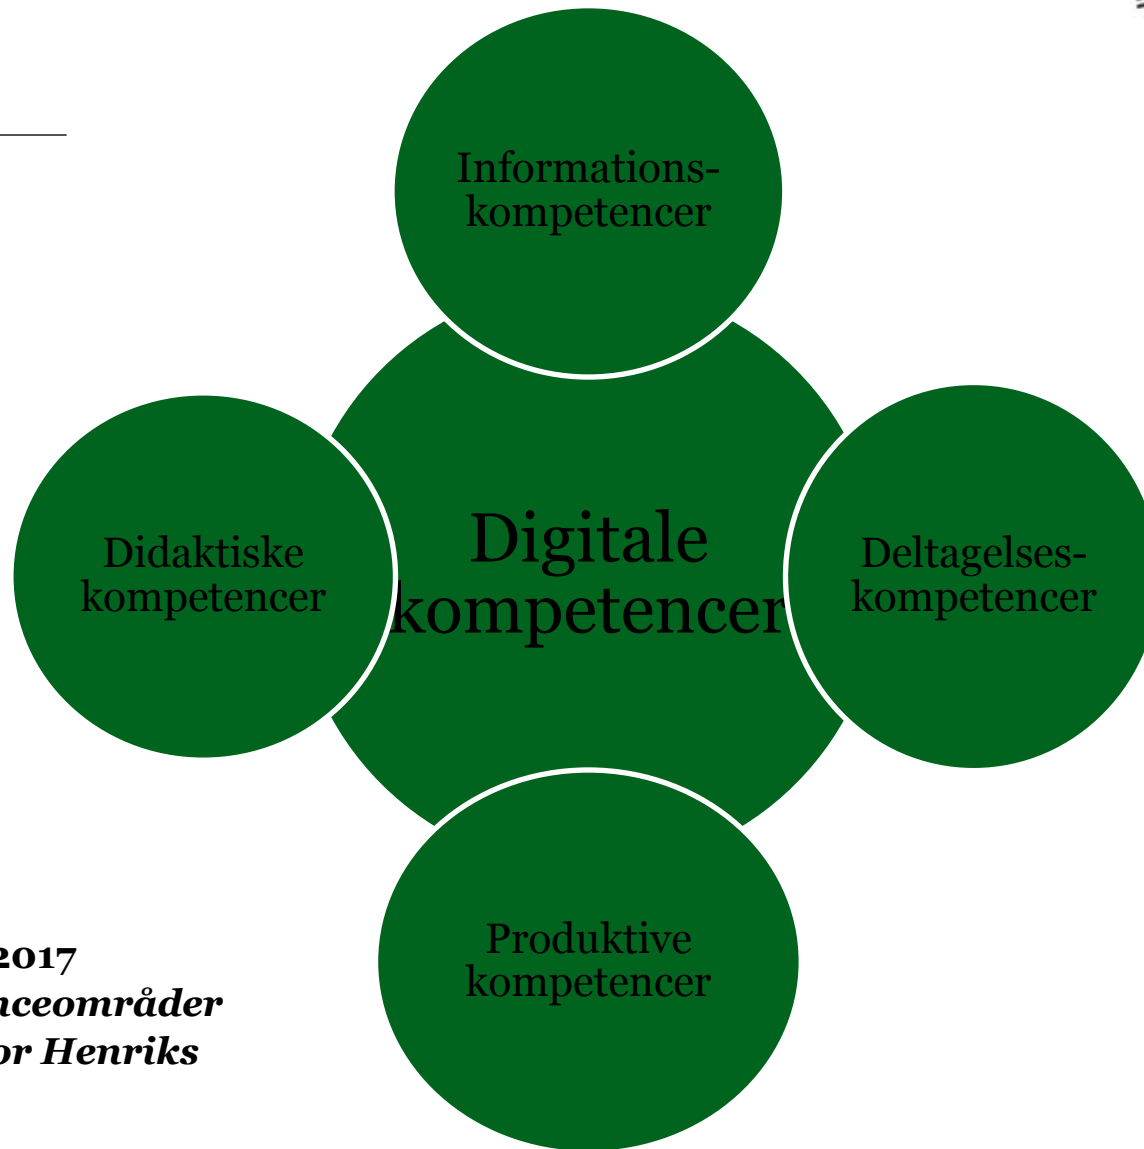 Informations-
kompetencer
Didaktiske
kompetencer
Digitale
kompetencer
Deltagelses-
kompetencer
Produktive
kompetencer
2017
nceområder
or Henriks